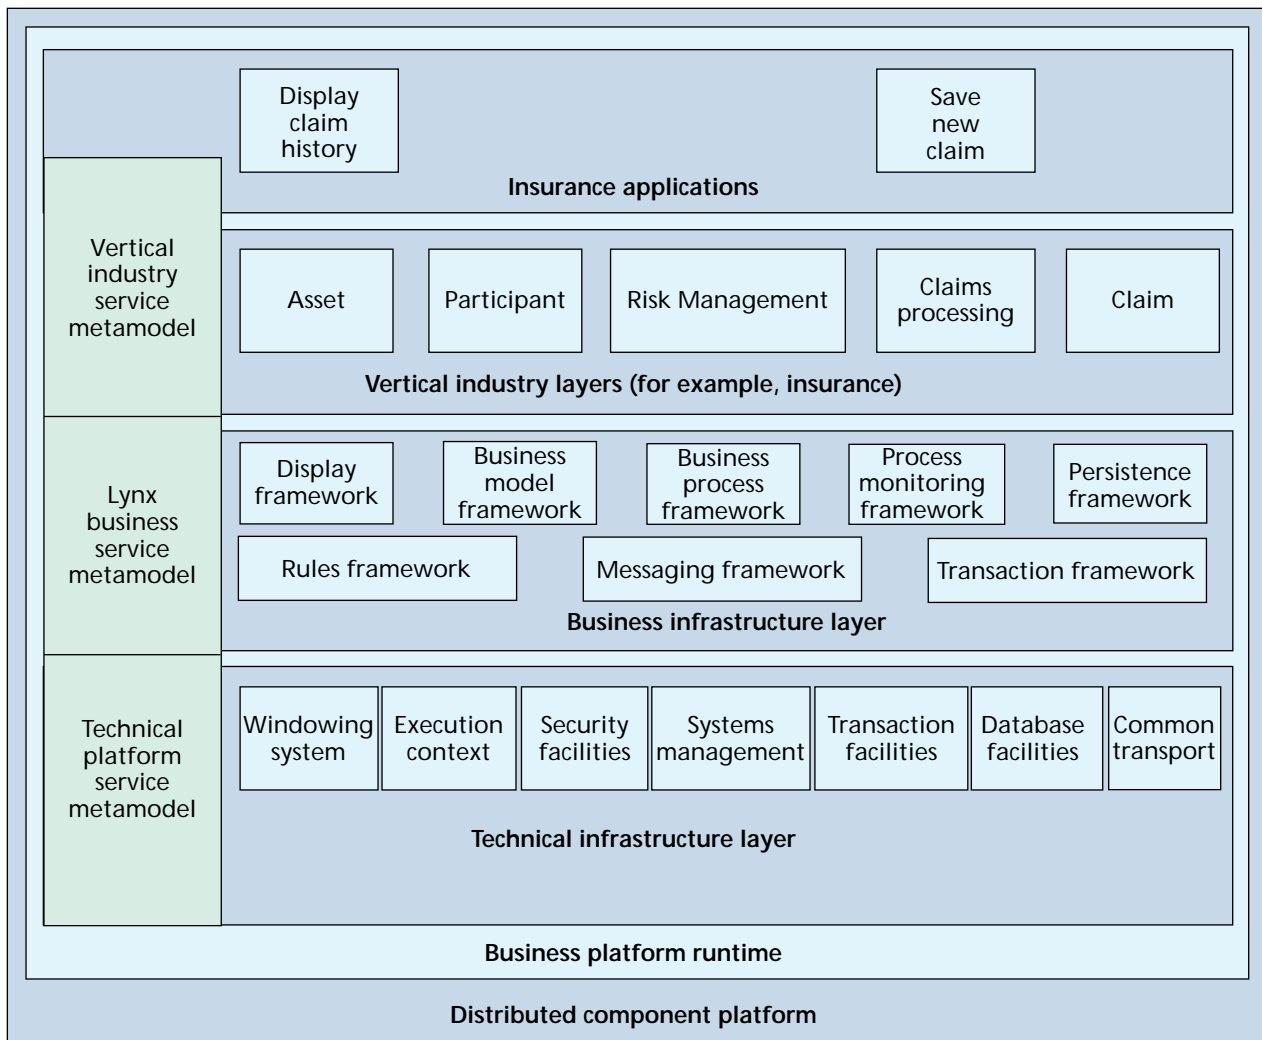 Display
claim
history
Save
new
claim
Insurance applications
Vertical
industry
service
metamodel
Asset
Participant
Risk Management
Claims
processing
Claim
Vertical industry layers (for example, insurance)
Lynx
business
service
metamodel
Display
framework
Business
model
framework
Business
process
framework
Process
monitoring
framework
Persistence
framework
Rules framework
Messaging framework
Transaction framework
Business infrastructure layer
Technical
platform
service
metamodel
Windowing
system
Execution
context
Security
facilities
Systems
management
Transaction
facilities
Database
facilities
Common
transport
Technical infrastructure layer
Business platform runtime
Distributed component platform